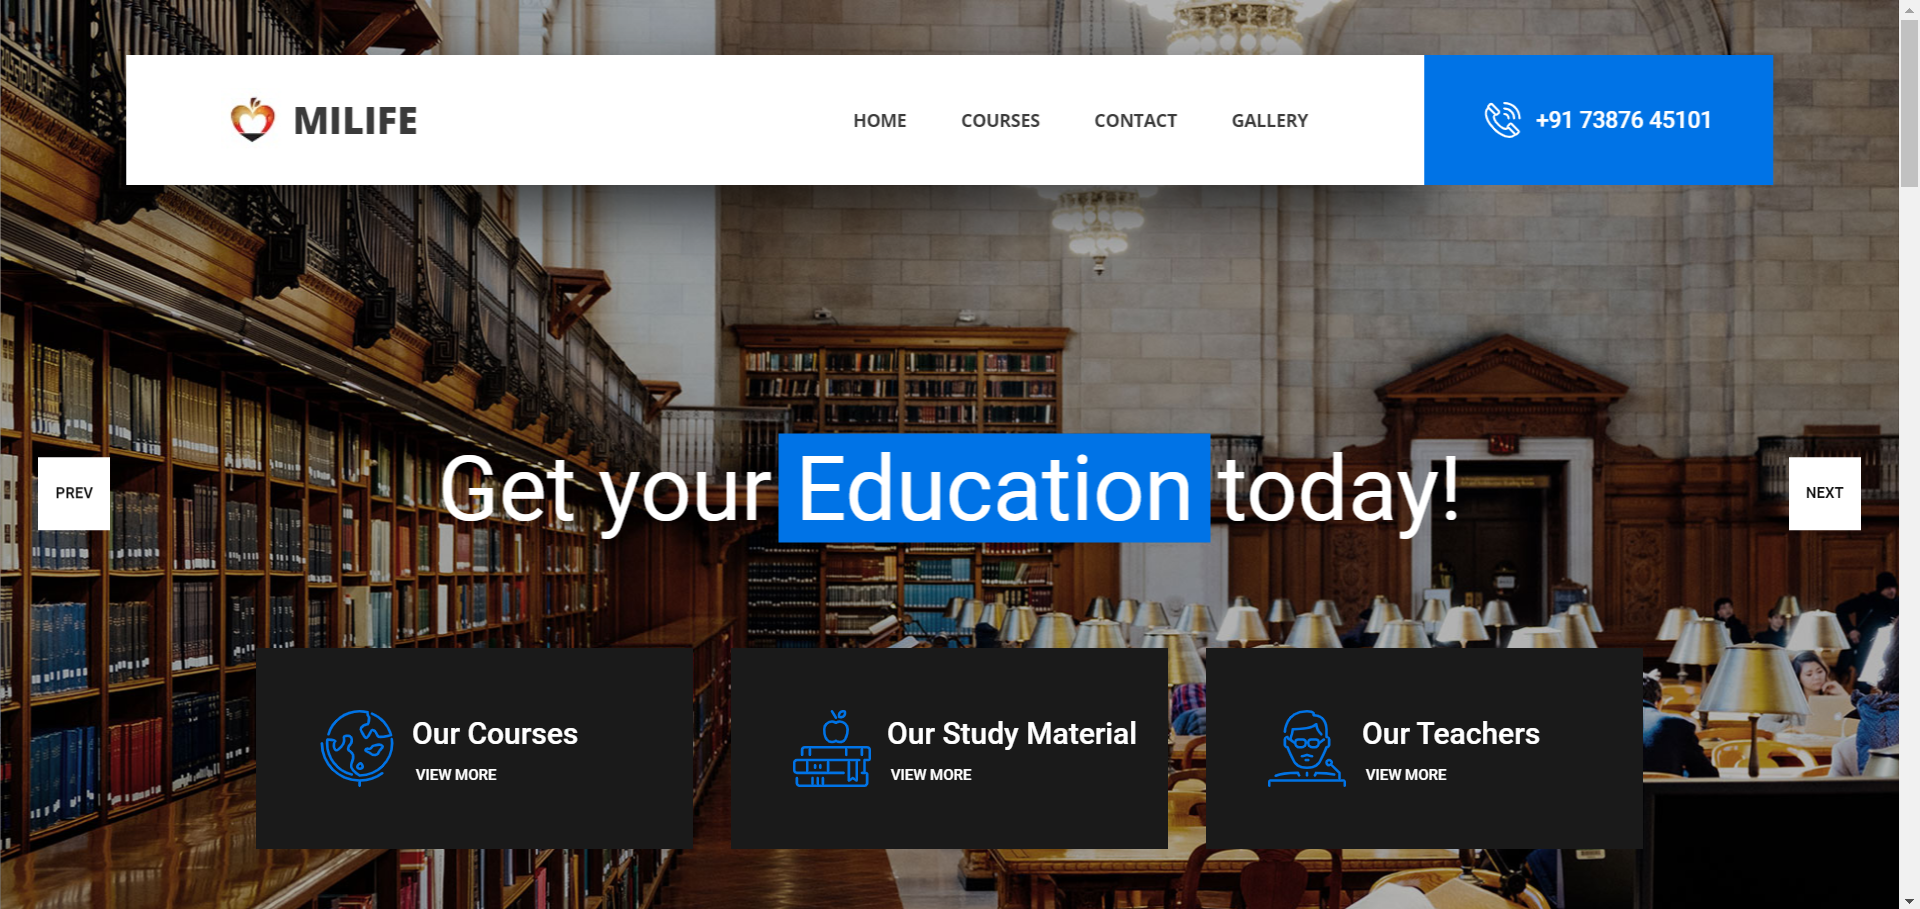 MILIFE
HOME COURSES CONTACT GALLERY
+91 73876 45101
PREV
Get your Education today!
NEXT
Our Courses
VIEW MORE
Our Study Material
VIEW MORE
Our Teachers
VIEW MORE